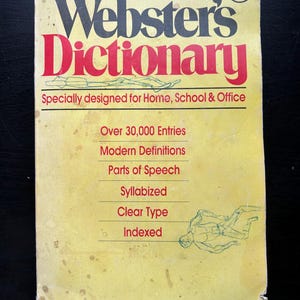 Webster's
Dictionary
Specially designed for Home, School & Office
Over 30,000 Entries
Modern Definitions
Parts of Speech
Syllabized
Clear Type
Indexed